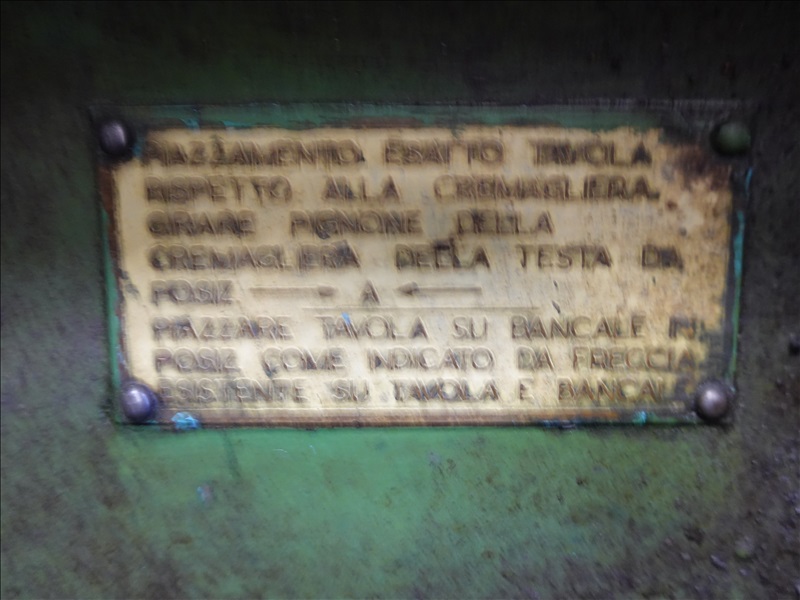 PIAZZAMENTO ESATTO TAVOLA
RISPETTO ALLA CREMAGLIERA.
GIRARE PIGNONE DELLA
CREMAGLIERA DELLA TESTA DA
POSIZ → A ←
PIAZZARE TAVOLA SU BANCALE IN
POSIZ COME INDICATO DA FRECCIA
ESISTENTE SU TAVOLA E BANCALE